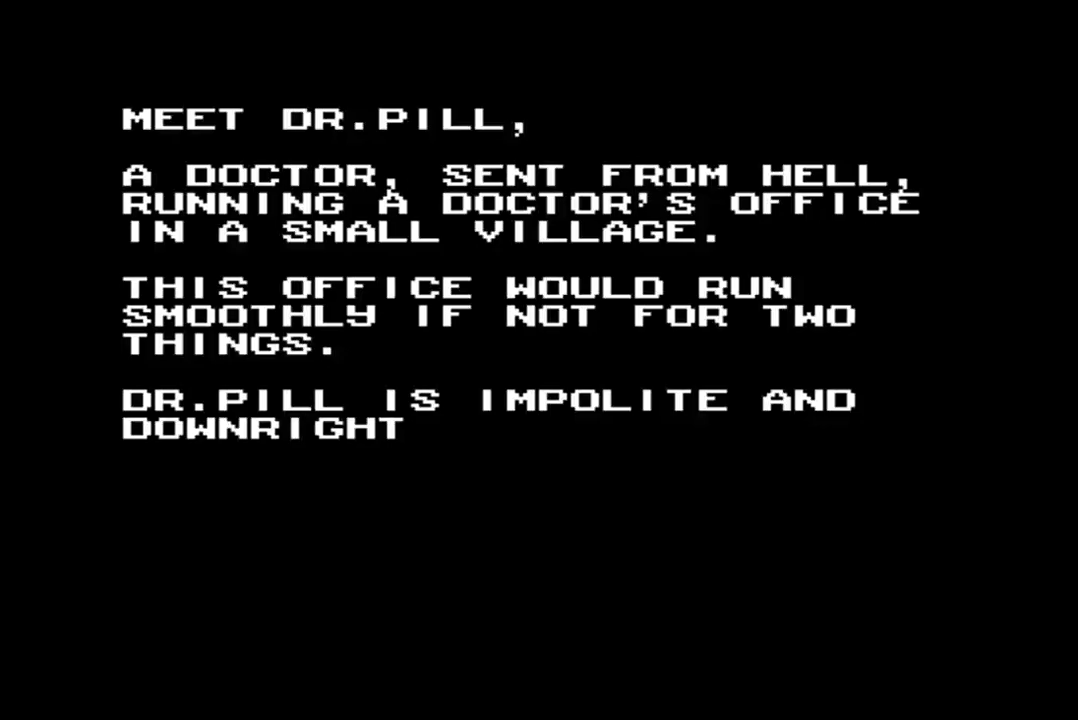 MEET DR.PILL,
A DOCTOR, SENT FROM HELL,
RUNNING A DOCTOR'S OFFICE
IN A SMALL VILLAGE.
THIS OFFICE WOULD RUN
SMOOTHLY IF NOT FOR TWO
THINGS.
DR.PILL IS IMPOLITE AND
DOWNRIGHT